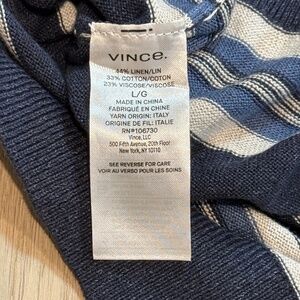 VINCE.
44% LINEN/LIN
33% COTTON/COTON
23% VISCOSE/VISCOSE
L/G
MADE IN CHINA
FABRIQUÉ EN CHINE
YARN ORIGIN: ITALY
ORIGINE DE FIL: ITALIE
RN#106730
Vince, LLC
500 Fifth Avenue, 20th Floor
New York, NY 10110
SEE REVERSE FOR CARE
VOIR AU VERSO POUR LES SOINS